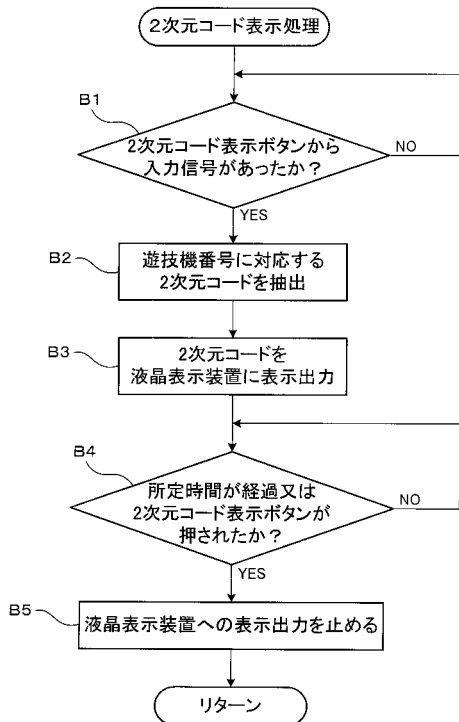 2次元コード表示処理
B1
2次元コード表示ボタンから
入力信号があったか？
NO
YES
B2
遊技機番号に対応する
2次元コードを抽出
B3
2次元コードを
液晶表示装置に表示出力
B4
所定時間が経過又は
2次元コード表示ボタンが
押されたか？
NO
YES
B5
液晶表示装置への表示出力を止める
リターン